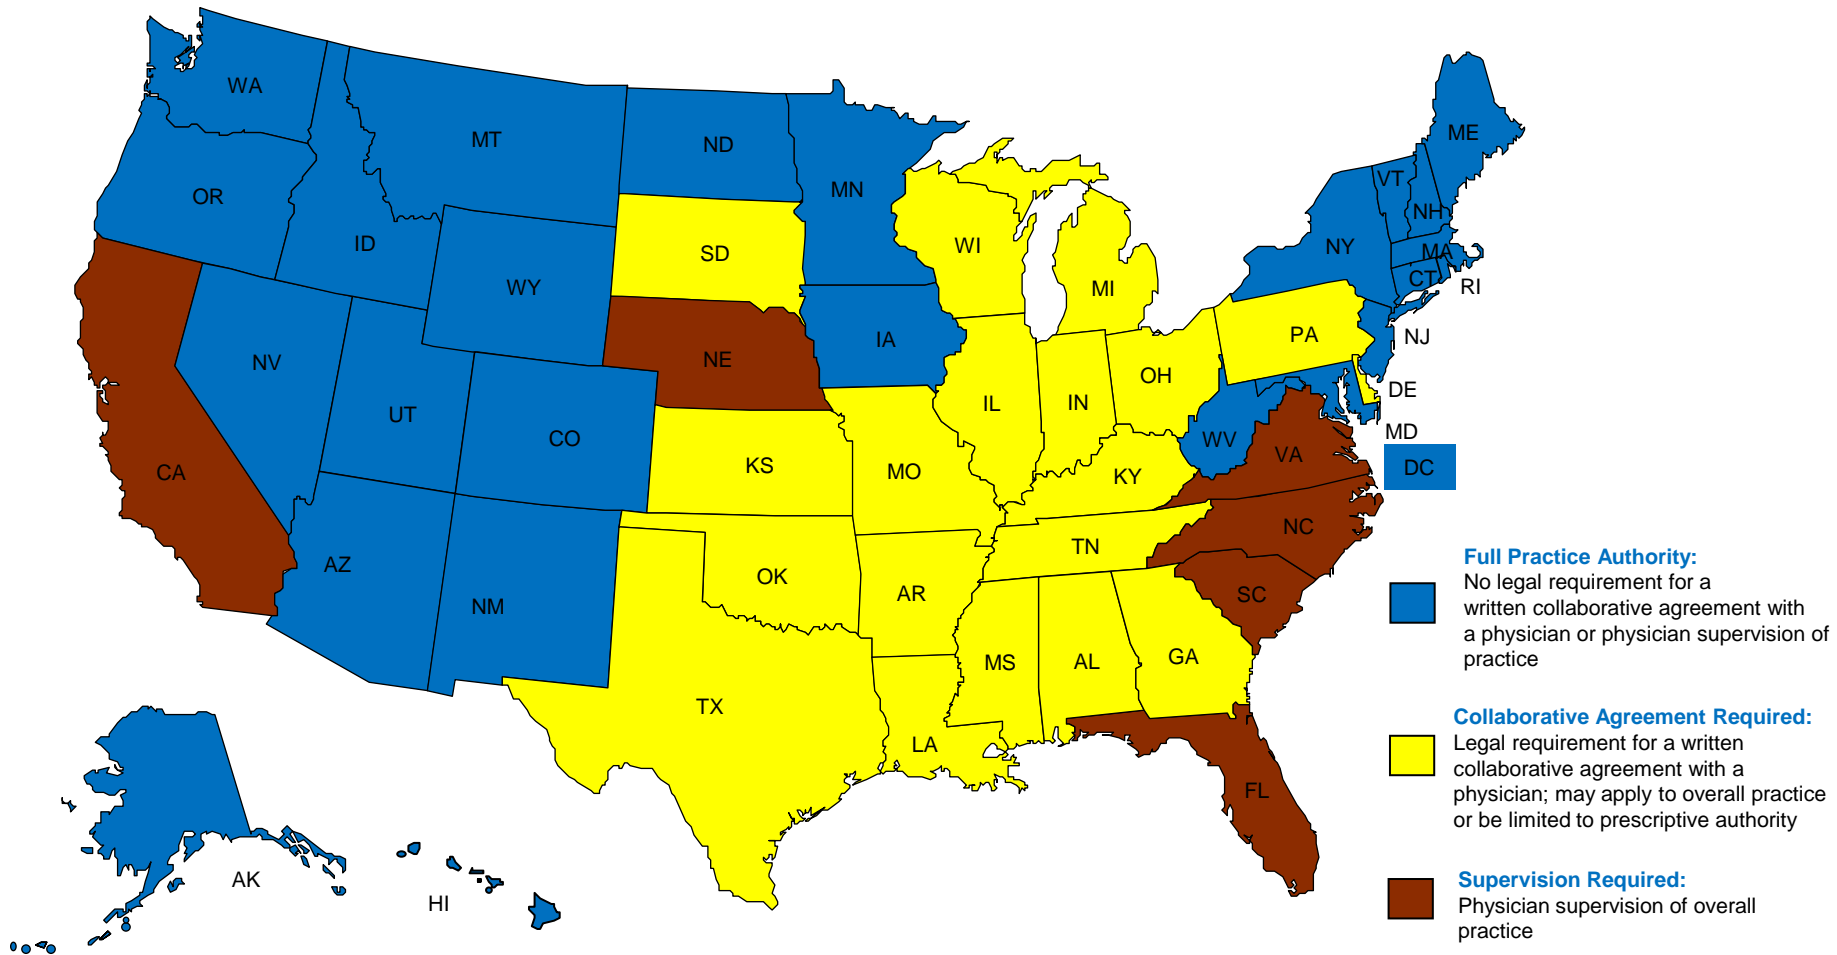 WA
MT
ND
ME
OR
MN
VT
NH
ID
SD
WI
NY
MA
CT
RI
WY
MI
NJ
IA
PA
NV
NE
OH
DE
UT
IL
IN
MD
CO
WV
CA
KS
MO
KY
VA
DC
NC
AZ
TN
OK
AR
SC
NM
MS
AL
GA
TX
LA
FL
AK
HI
Full Practice Authority:
No legal requirement for a
written collaborative agreement with
a physician or physician supervision of
practice
Collaborative Agreement Required:
Legal requirement for a written
collaborative agreement with a
physician; may apply to overall practice
or be limited to prescriptive authority
Supervision Required:
Physician supervision of overall
practice